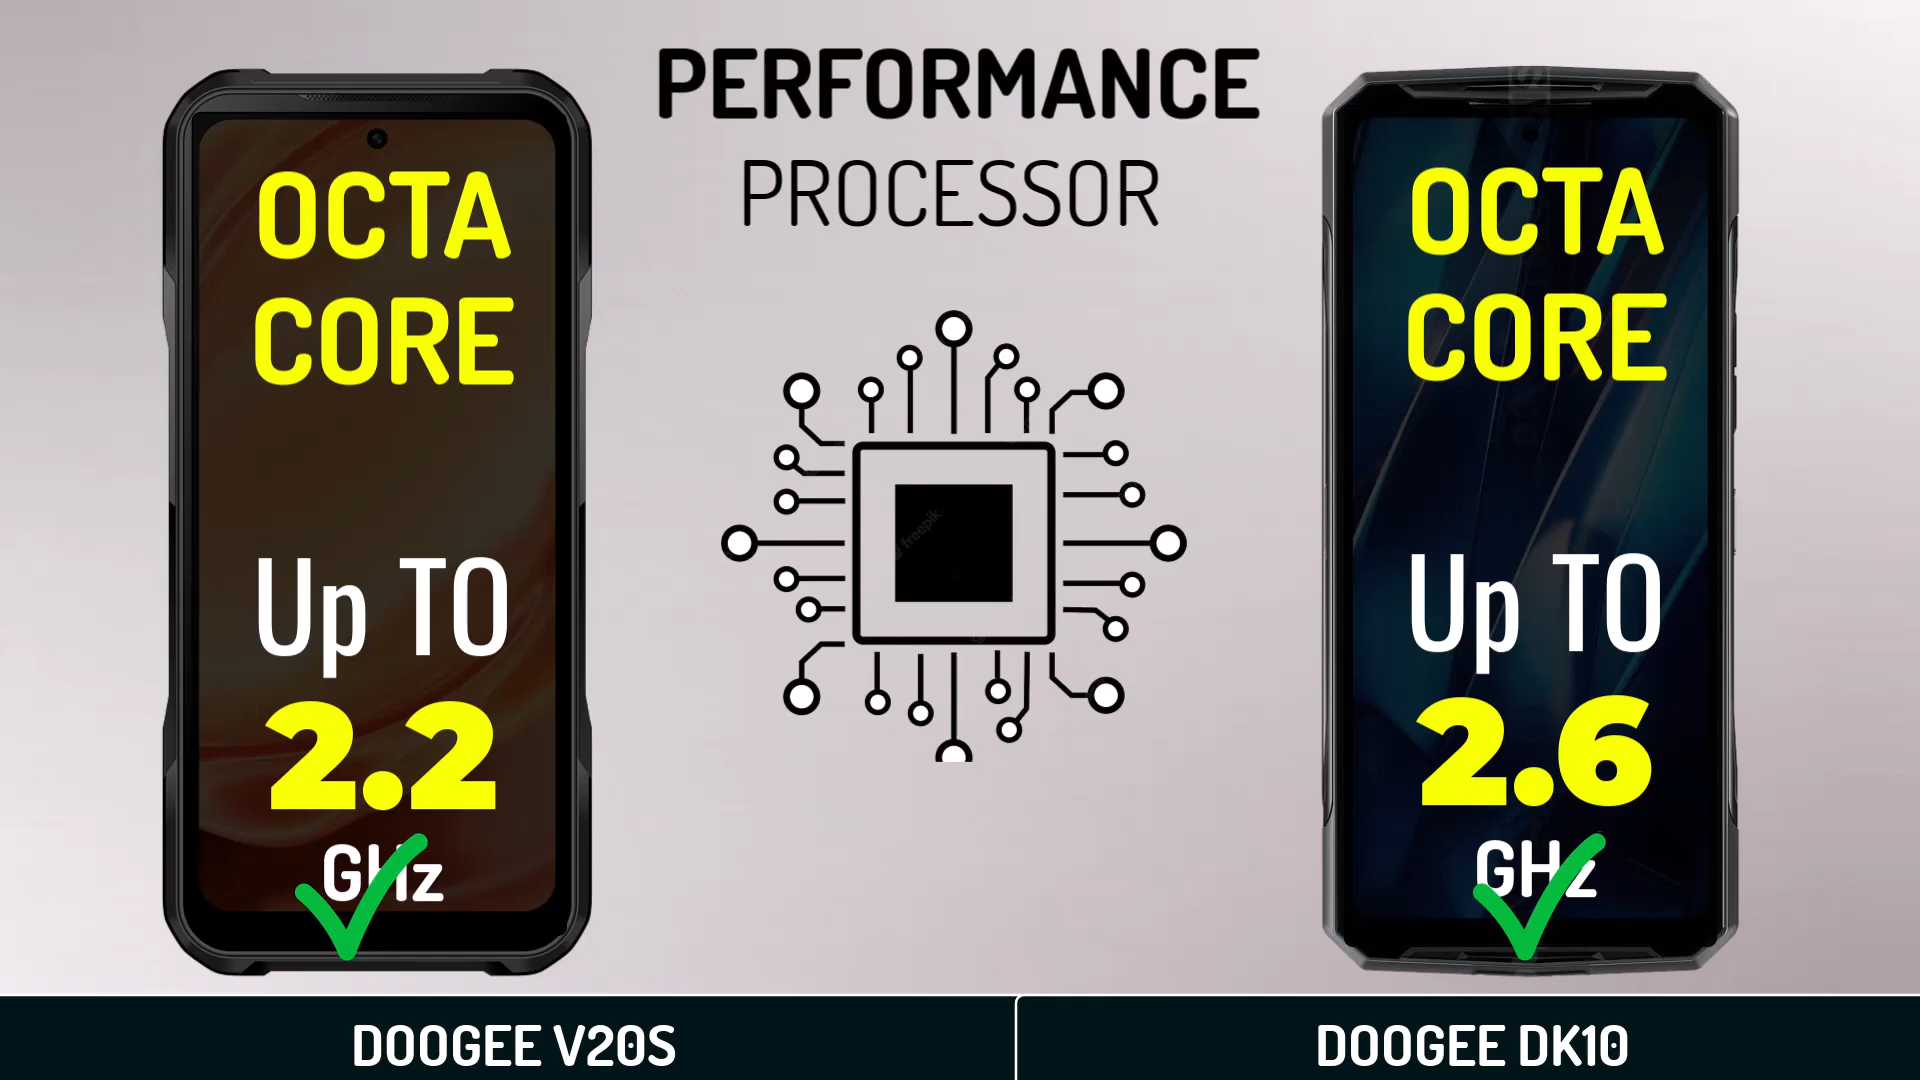 PERFORMANCE
PROCESSOR
OCTA
CORE
Up TO
2.2
GHz
OCTA
CORE
Up TO
2.6
GHz
freepik
DOOGEE V20S
DOOGEE DK10